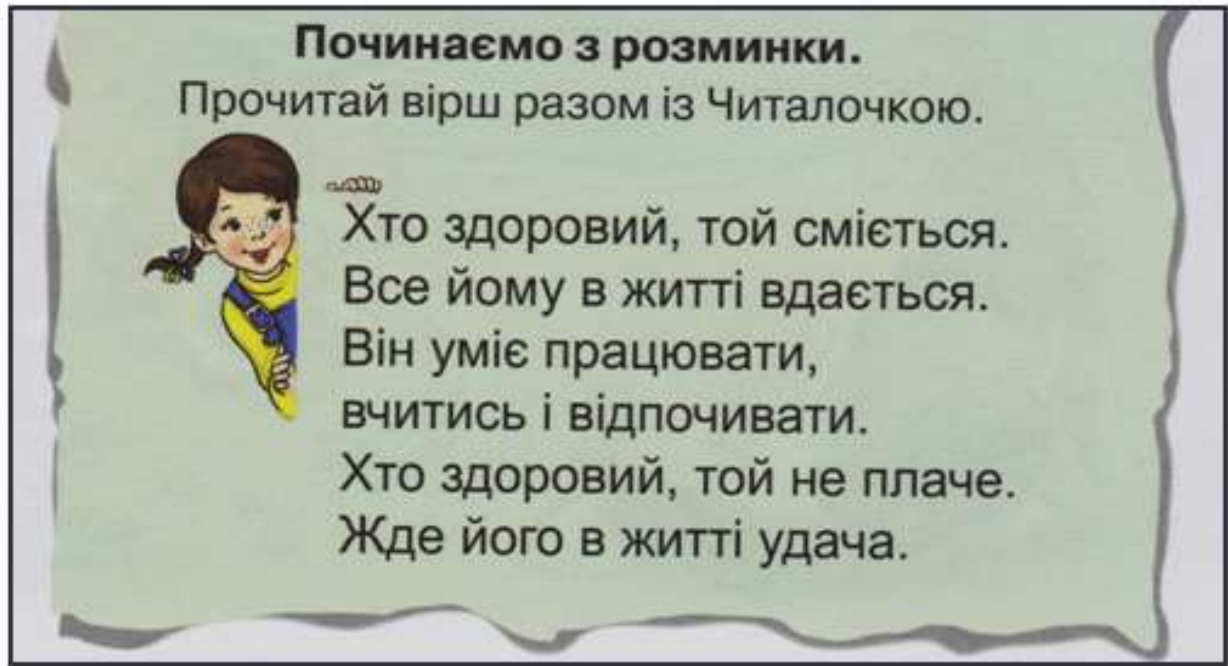 Починаємо з розминки.
Прочитай вірш разом із Читалочкою.
Хто здоровий, той сміється.
Все йому в житті вдається.
Він уміє працювати,
вчитись і відпочивати.
Хто здоровий, той не плаче.
Жде його в житті удача.